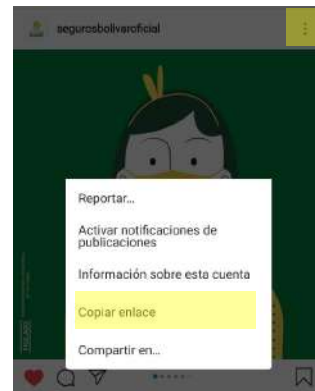 segurosbolivaroficial
Reportar...
Activar notificaciones de
publicaciones
Información sobre esta cuenta
Copiar enlace
Compartir en...